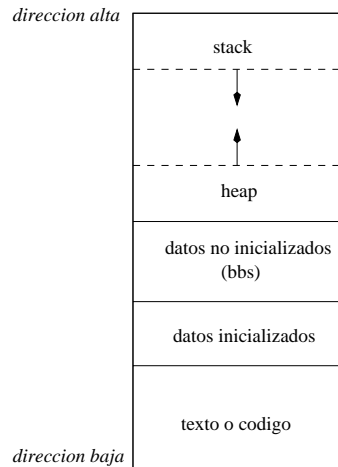 direccion alta
stack
heap
datos no inicializados
(bbs)
datos inicializados
texto o codigo
direccion baja